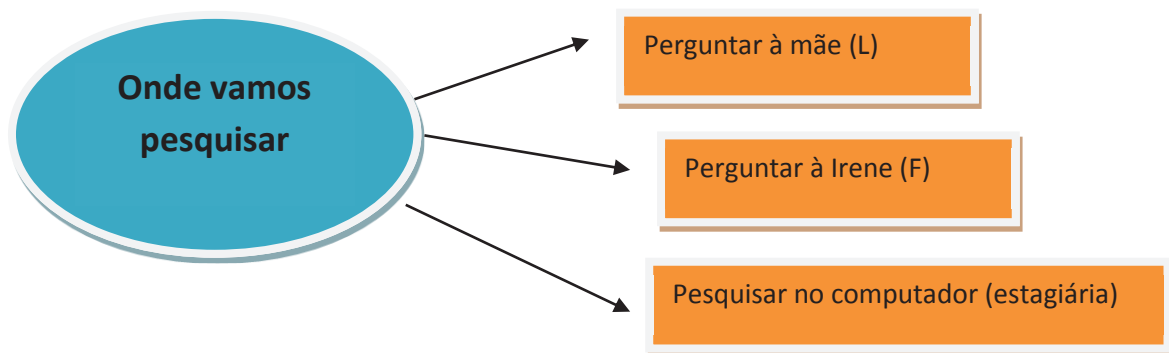 Onde vamos
pesquisar
Perguntar à mãe (L)
Perguntar à Irene (F)
Pesquisar no computador (estagiária)